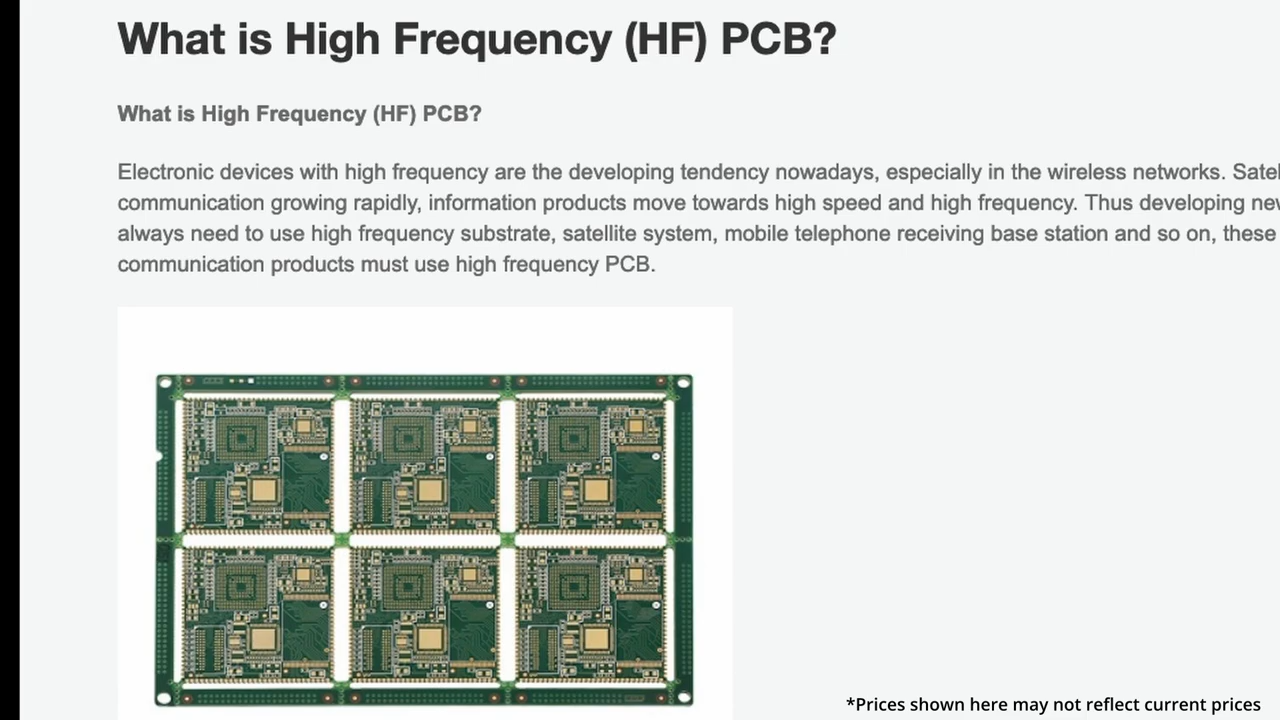 What is High Frequency (HF) PCB?
What is High Frequency (HF) PCB?
Electronic devices with high frequency are the developing tendency nowadays, especially in the wireless networks.
communication growing rapidly, information products move towards high speed and high frequency. Thus developing
always need to use high frequency substrate, satellite system, mobile telephone receiving base station and so on, these
communication products must use high frequency PCB.
*Prices shown here may not reflect current prices